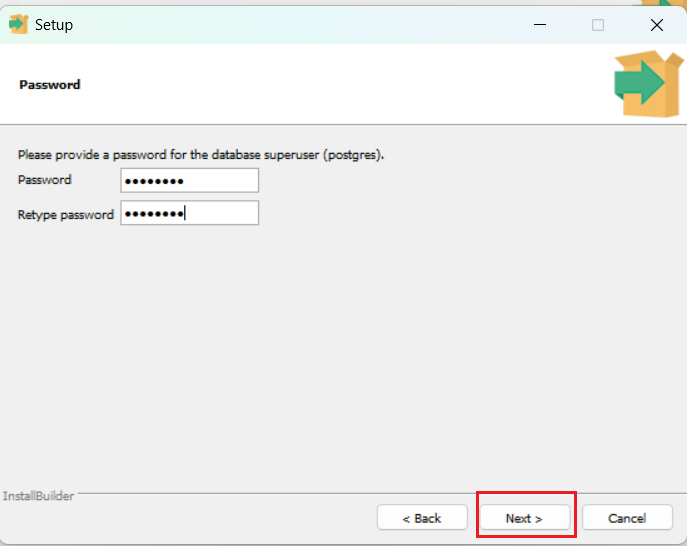 Setup
Password
Please provide a password for the database superuser (postgres).
Password ••••••••
Retype password ••••••••
InstallBuilder
< Back Next > Cancel